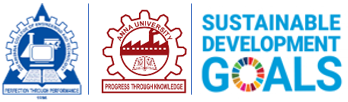 PERFECTION THROUGH PERFORMANCE
ANNA UNIVERSITY
PROGRESS THROUGH KNOWLEDGE
SUSTAINABLE
DEVELOPMENT
GOALS